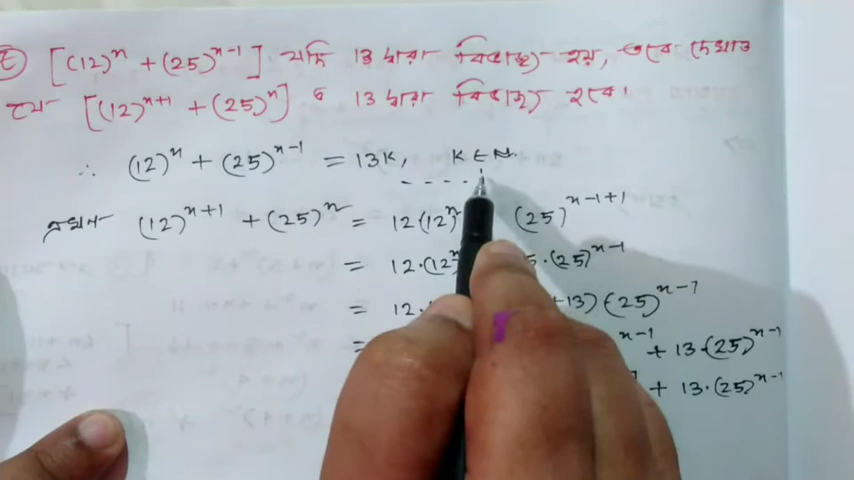 [(12)^n + (25)^{n-1}] যদি 13 দ্বারা বিভাজ্য হয়, তবে দেখাও
যে [(12)^{n+1} + (25)^n] ও 13 দ্বারা বিভাজ্য হবে।
∴ (12)^n + (25)^{n-1} = 13K, K ∈ N.
এখন (12)^{n+1} + (25)^n = 12·(12)^n (25)^{n-1+1}
= 12·(12)^n ·(25)^{n-1}
= 12· +13)(25)^{n-1}
= ^{n-1} + 13·(25)^{n-1}
+ 13·(25)^{n-1}